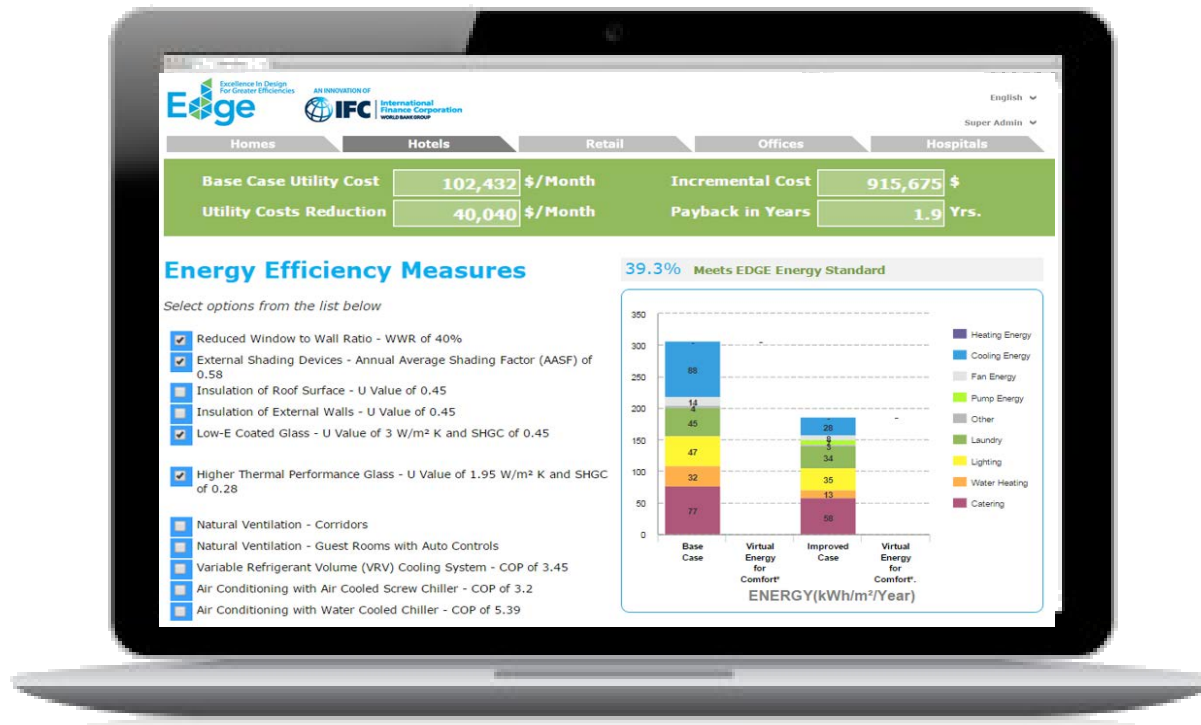 Edge
Excellence in Design
For Greater Efficiencies
AN INNOVATION OF
IFC
International
Finance Corporation
WORLD BANK GROUP
English
Super Admin
Homes
Hotels
Retail
Offices
Hospitals
Base Case Utility Cost 102,432 $/Month
Incremental Cost 915,675 $
Utility Costs Reduction 40,040 $/Month
Payback in Years 1.9 Yrs.
Energy Efficiency Measures
Select options from the list below
Reduced Window to Wall Ratio - WWR of 40%
External Shading Devices - Annual Average Shading Factor (AASF) of
0.58
Insulation of Roof Surface - U Value of 0.45
Insulation of External Walls - U Value of 0.45
Low-E Coated Glass - U Value of 3 W/m² K and SHGC of 0.45
Higher Thermal Performance Glass - U Value of 1.95 W/m² K and SHGC
of 0.28
Natural Ventilation - Corridors
Natural Ventilation - Guest Rooms with Auto Controls
Variable Refrigerant Volume (VRV) Cooling System - COP of 3.45
Air Conditioning with Air Cooled Screw Chiller - COP of 3.2
Air Conditioning with Water Cooled Chiller - COP of 5.39
39.3% Meets EDGE Energy Standard
350
300
250
200
150
100
50
0
88
14
4
45
47
32
77
28
34
35
13
56
Base
Case
Virtual
Energy
for
Comfort*
Improved
Case
Virtual
Energy
for
Comfort*.
ENERGY(kWh/m²/Year)
Heating Energy
Cooling Energy
Fan Energy
Pump Energy
Other
Laundry
Lighting
Water Heating
Catering